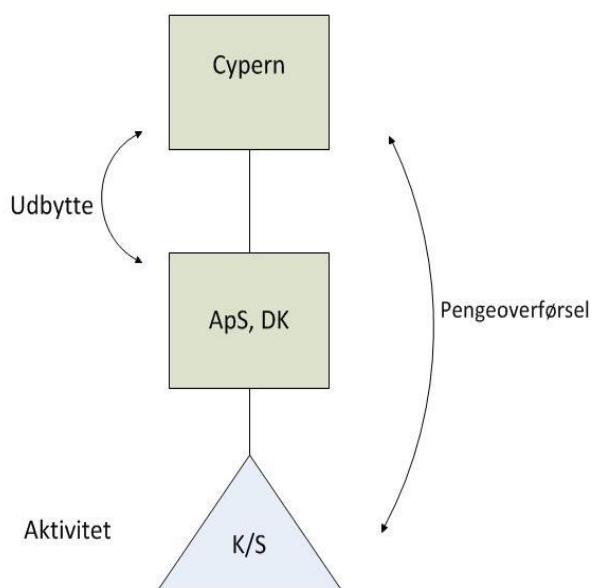 Cypern
Udbytte
ApS, DK
Pengeoverførsel
Aktivitet
K/S